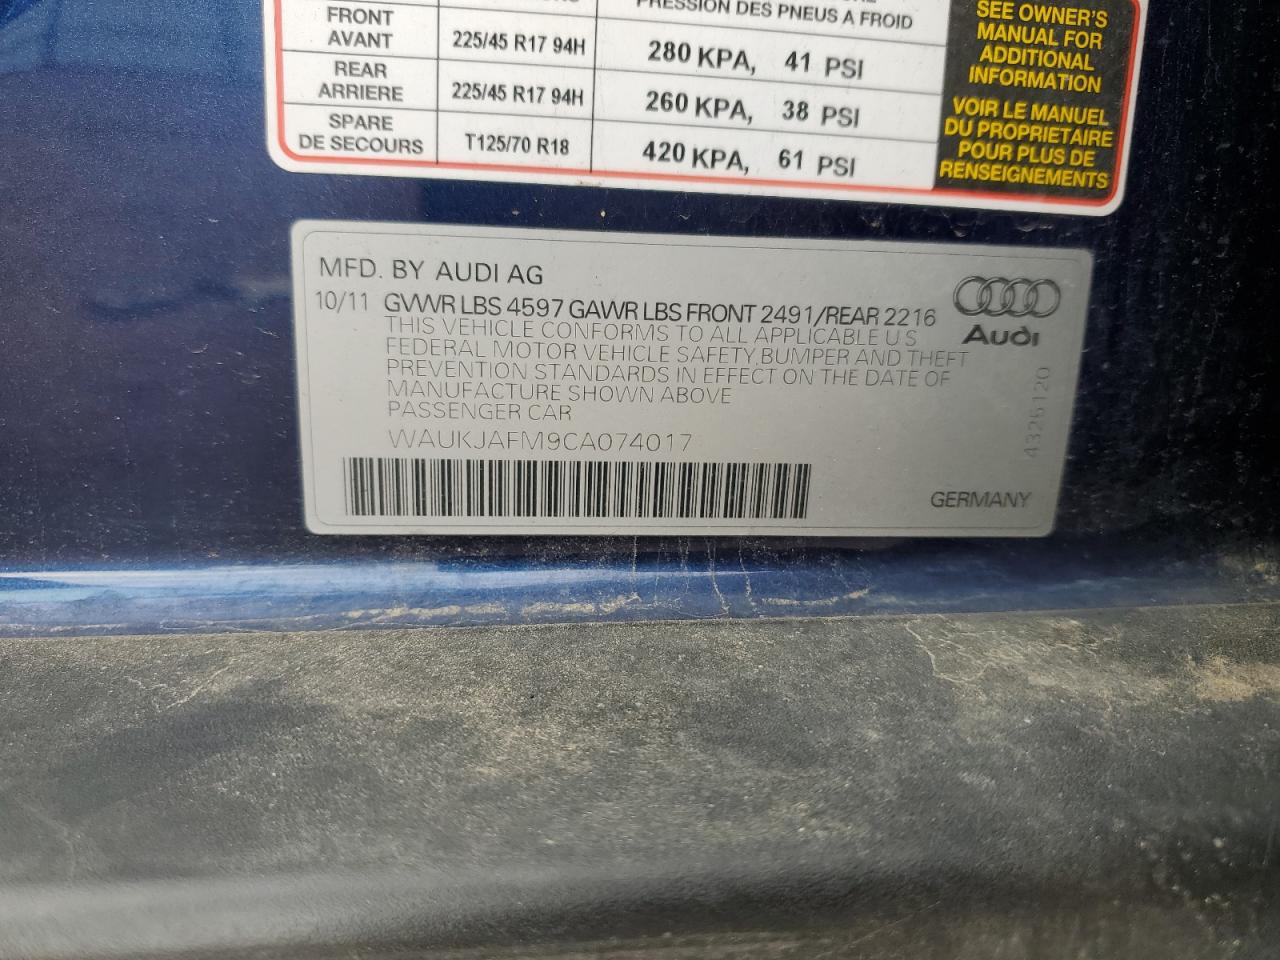 PRESSION DES PNEUS A FROID
FRONT
AVANT
225/45 R17 94H
280 KPA, 41 PSI
REAR
ARRIERE
225/45 R17 94H
260 KPA, 38 PSI
SPARE
DE SECOURS
T125/70 R18
420 KPA, 61 PSI
SEE OWNER'S
MANUAL FOR
ADDITIONAL
INFORMATION
VOIR LE MANUEL
DU PROPRIETAIRE
POUR PLUS DE
RENSEIGNEMENTS
MFD. BY AUDI AG
10/11 GVWR LBS 4597 GAWR LBS FRONT 2491/REAR 2216
THIS VEHICLE CONFORMS TO ALL APPLICABLE U.S
FEDERAL MOTOR VEHICLE SAFETY,BUMPER AND THEFT
PREVENTION STANDARDS IN EFFECT ON THE DATE OF
MANUFACTURE SHOWN ABOVE
PASSENGER CAR
WAUKJAFM9CA074017
Audi
4325120
GERMANY